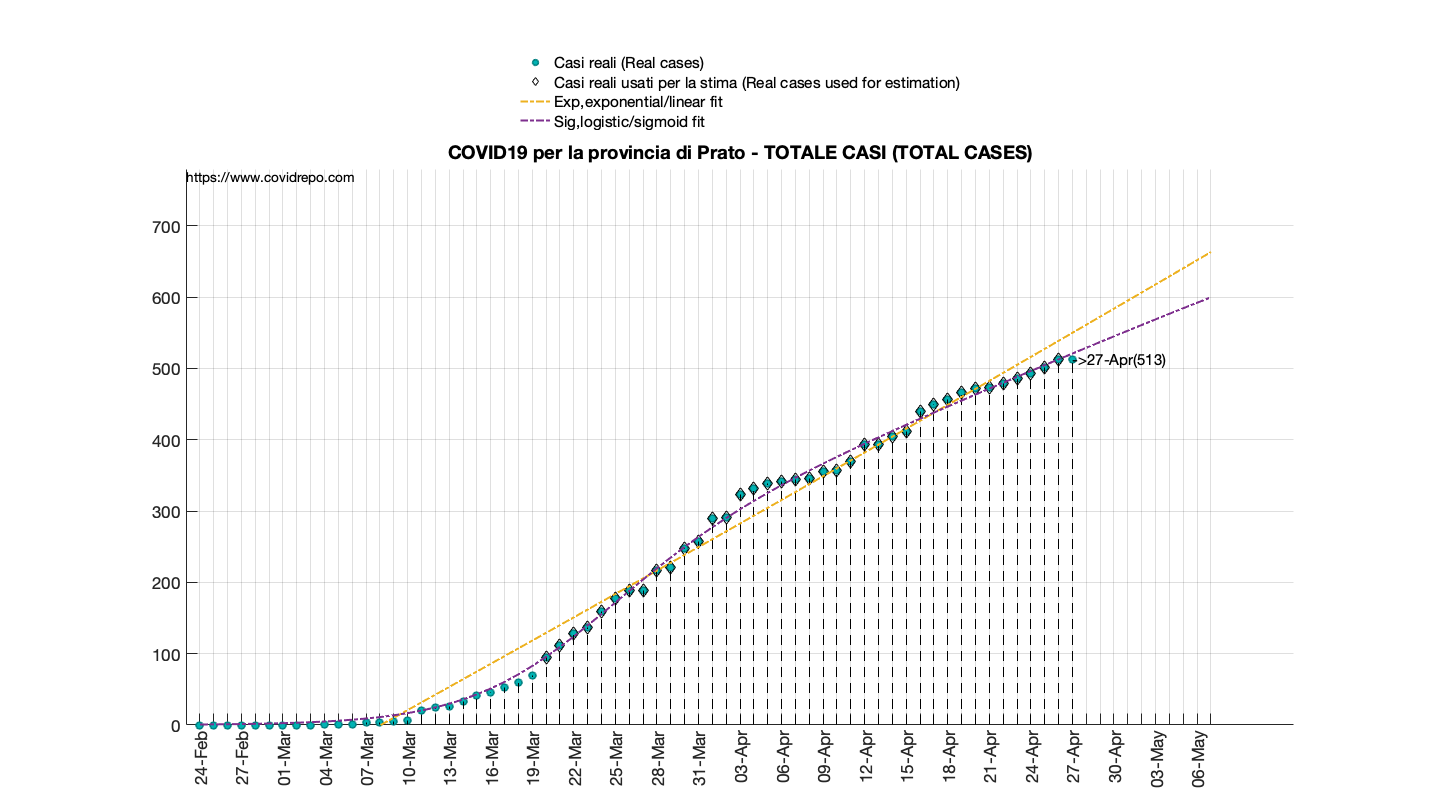 Casi reali (Real cases)
Casi reali usati per la stima (Real cases used for estimation)
Exp,exponential/linear fit
Sig,logistic/sigmoid fit
COVID19 per la provincia di Prato - TOTALE CASI (TOTAL CASES)
https://www.covidrepo.com
700
600
500
400
300
200
100
0
>27-Apr(513)
24-Feb
27-Feb
01-Mar
04-Mar
07-Mar
10-Mar
13-Mar
16-Mar
19-Mar
22-Mar
25-Mar
28-Mar
31-Mar
03-Apr
06-Apr
09-Apr
12-Apr
15-Apr
18-Apr
21-Apr
24-Apr
27-Apr
30-Apr
03-May
06-May